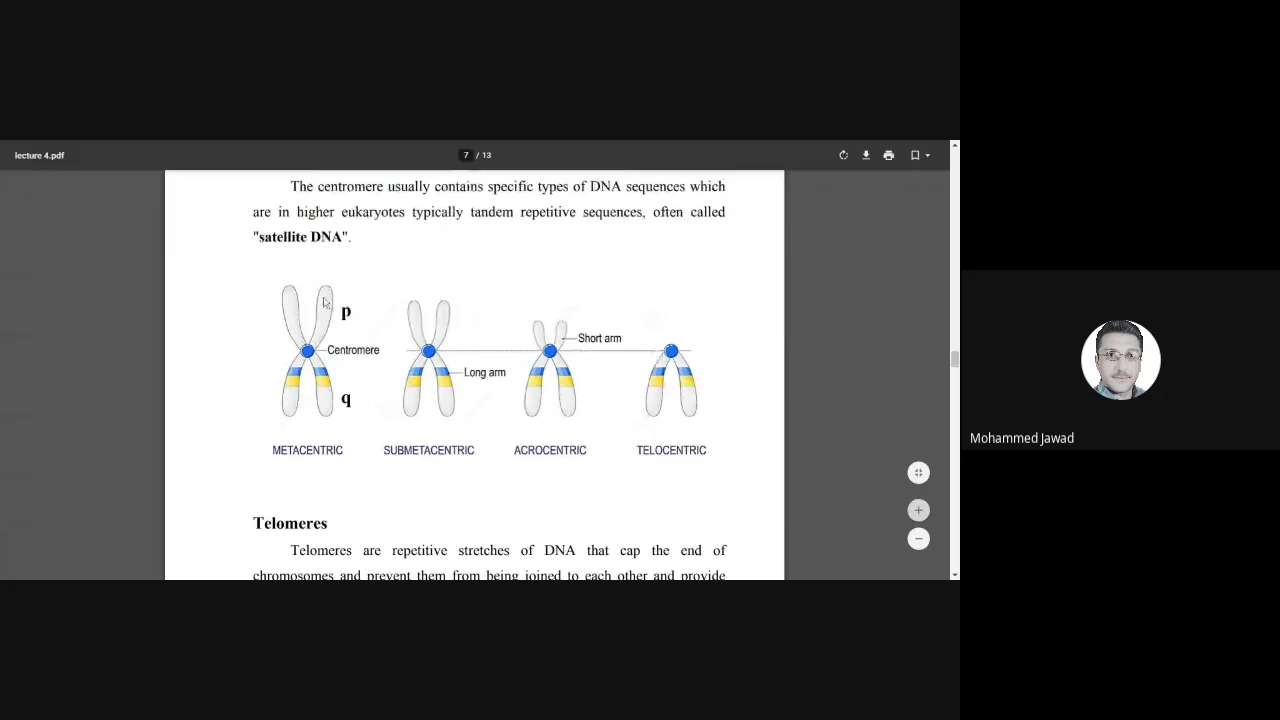 lecture 4.pdf
7 / 13
The centromere usually contains specific types of DNA sequences which
are in higher eukaryotes typically tandem repetitive sequences, often called
"satellite DNA".
p
Centromere
Short arm
Long arm
q
METACENTRIC SUBMETACENTRIC ACROCENTRIC TELOCENTRIC
Telomeres
Telomeres are repetitive stretches of DNA that cap the end of
chromosomes and prevent them from being joined to each other and provide
Mohammed Jawad